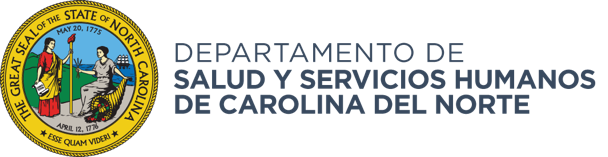 THE GREAT SEAL OF THE STATE OF NORTH CAROLINA
MAY 20, 1775
APRIL 12, 1776
ESSE QUAM VIDERI
DEPARTAMENTO DE
SALUD Y SERVICIOS HUMANOS
DE CAROLINA DEL NORTE